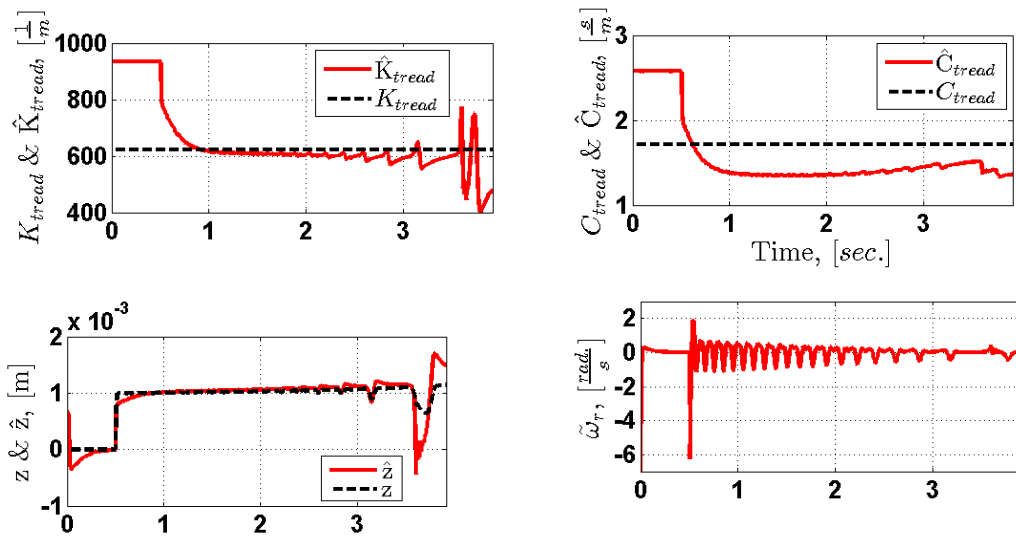 K_tread & K̂_tread, [1/m]
1000
800
600
400
K̂_tread
K_tread
0 1 2 3
C_tread & Ĉ_tread, [s/m]
3
2
1
Ĉ_tread
C_tread
0 1 2 3
Time, [sec.]
z & ẑ, [m]
x 10^-3
2
1
0
-1
ẑ
z
0 1 2 3
ω̃_r, [rad./s]
2
0
-2
-4
-6
0 1 2 3